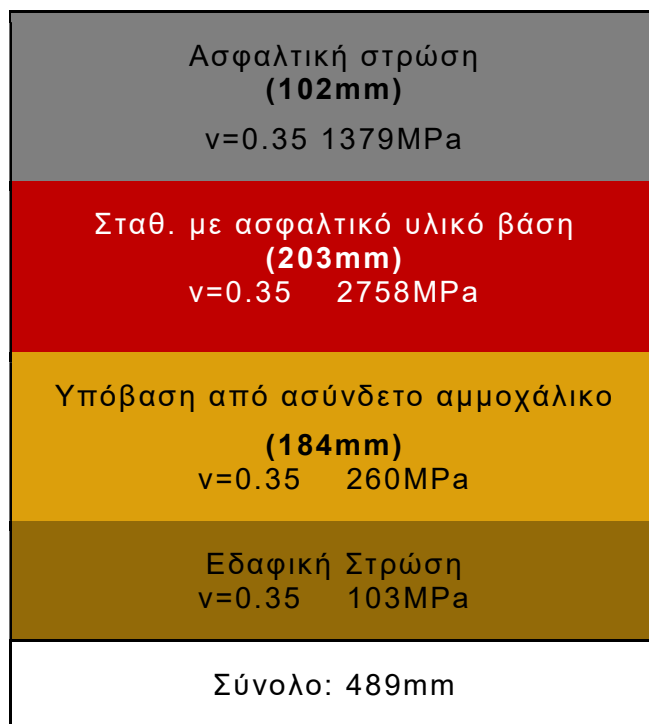 Ασφαλτική στρώση
(102mm)
v=0.35 1379MPa
Σταθ. με ασφαλτικό υλικό βάση
(203mm)
v=0.35 2758MPa
Υπόβαση από ασύνδετο αμμοχάλικο
(184mm)
v=0.35 260MPa
Εδαφική Στρώση
v=0.35 103MPa
Σύνολο: 489mm